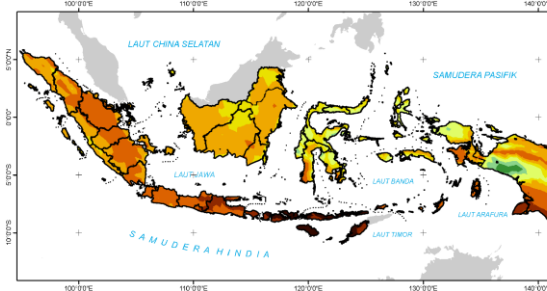 100°0'0"E 110°0'0"E 120°0'0"E 130°0'0"E 140°0'0"E
LAUT CHINA SELATAN
SAMUDERA PASIFIK
5°0'0"N
0°0'0"
5°0'0"S
10°0'0"S
LAUT JAWA
LAUT BANDA
LAUT ARAFURA
LAUT TIMOR
SAMUDERA HINDIA
100°0'0"E 110°0'0"E 120°0'0"E 130°0'0"E 140°0'0"E